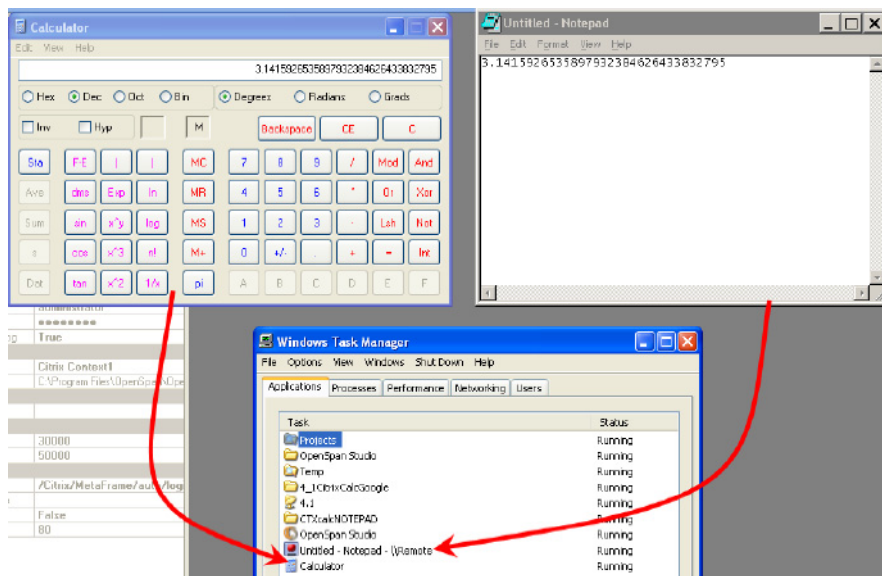 Calculator
Edit View Help
3.1415926535897932384626433832795
Hex Dec Oct Bin Degrees Radians Grads
Inv Hyp M Backspace CE C
Sta F-E ( ) MC 7 8 9 / Mod And
Ave dms Exp ln MR 4 5 6 * Or Xor
Sum sin x^y log MS 1 2 3 - Lsh Not
s cos x^3 n! M+ 0 +/- . + = Int
Dat tan x^2 1/x pi A B C D E F
Untitled - Notepad
File Edit Format View Help
3.1415926535897932384626433832795
administrator
********
True
Citrix Context1
C:\Program Files\OpenSpan\Ope
30000
50000
/Citrix/MetaFrame/auth/log
False
80
Windows Task Manager
File Options View Windows Shut Down Help
Applications Processes Performance Networking Users
Task Status
Projects Running
OpenSpan Studio Running
Temp Running
4_1CitrixCalcGoogle Running
4.1 Running
CTXcalcNOTEPAD Running
OpenSpan Studio Running
Untitled - Notepad - \\Remote Running
Calculator Running